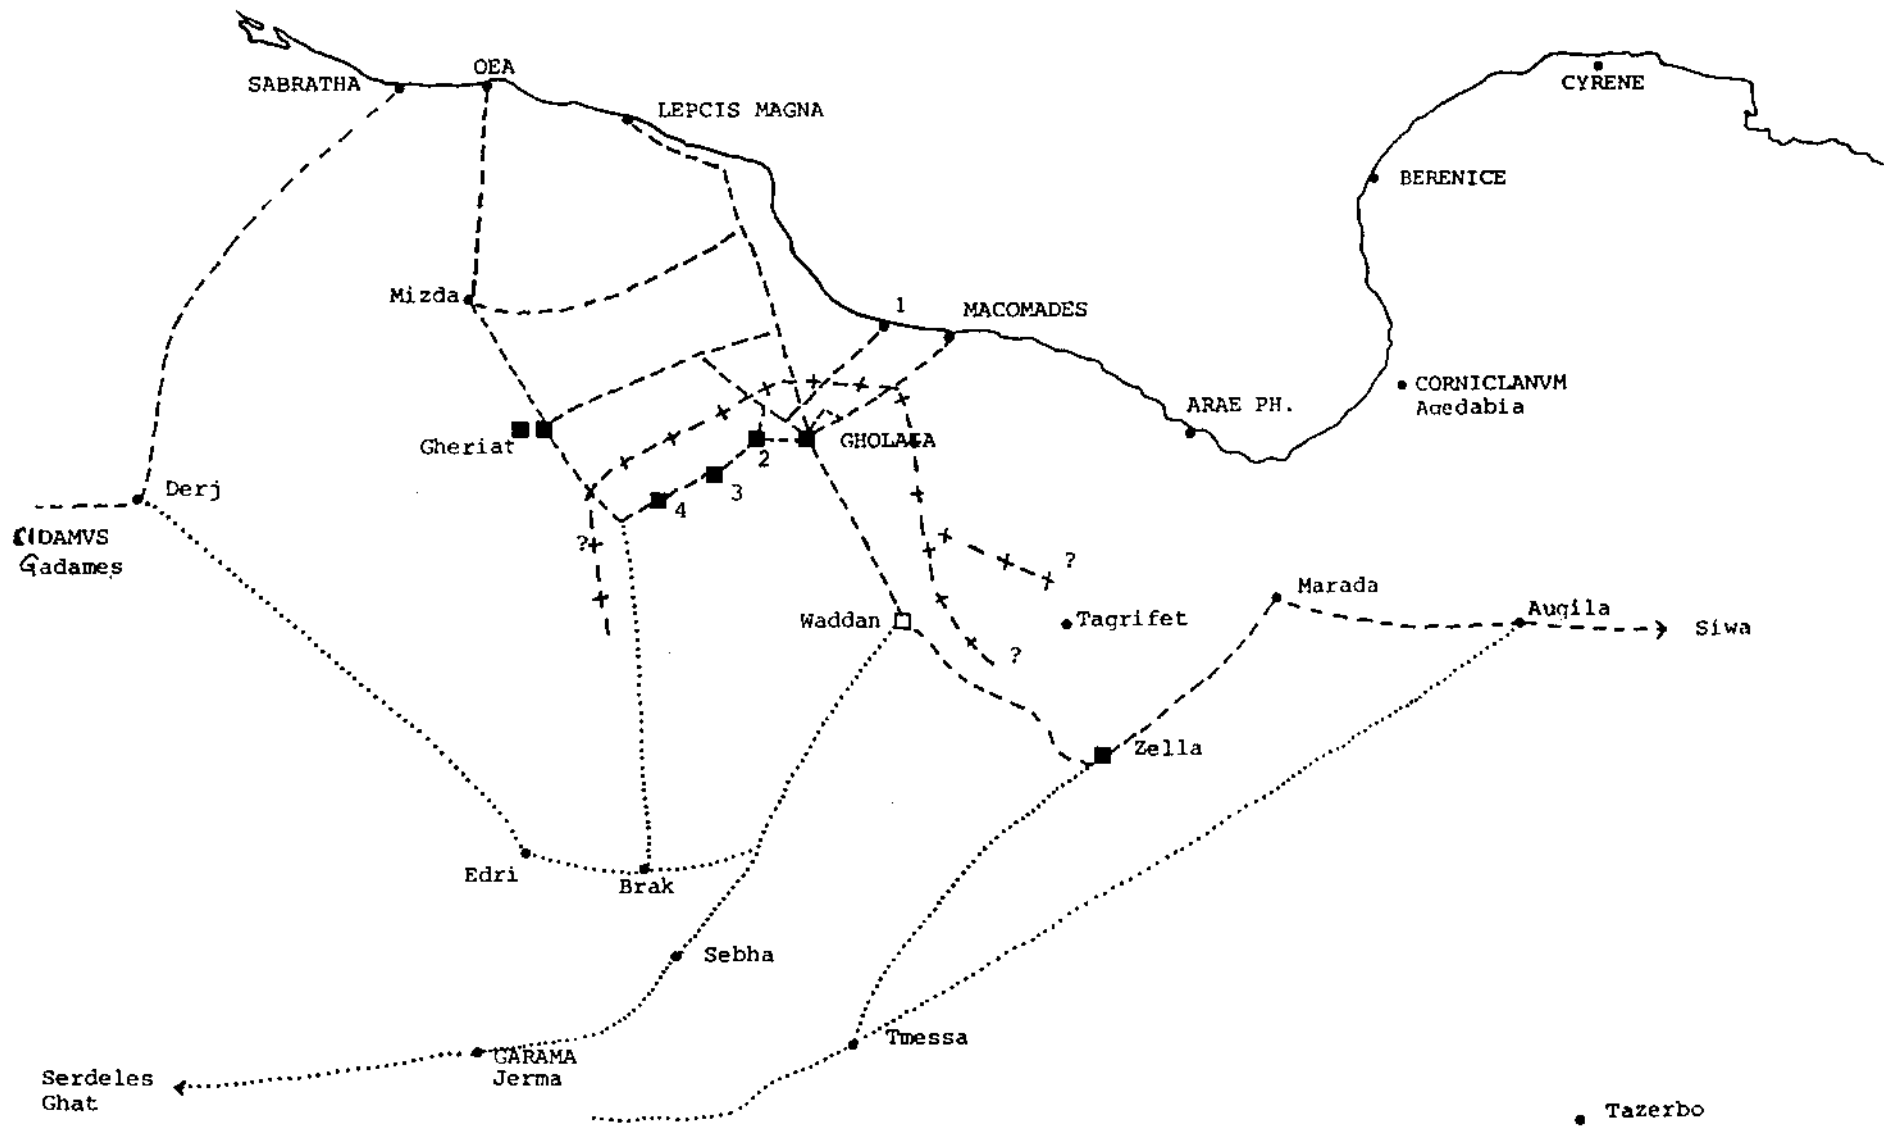 OEA
SABRATHA
CYRENE
LEPCIS MAGNA
BERENICE
Mizda
1
MACOMADES
CORNICLANVM
Agedabia
ARAE PH.
Gheriat
GHOLAIA
2
3
4
Derj
CIDAMVS
Gadames
?
?
Marada
Waddan
Tagrifet
Augila
Siwa
?
Zella
Edri
Brak
Sebha
Tmessa
GARAMA
Jerma
Serdeles
Ghat
Tazerbo